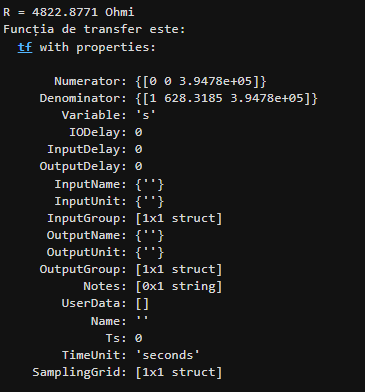 R = 4822.8771 Ohmi
Funcția de transfer este:
tf with properties:
Numerator: {[0 0 3.9478e+05]}
Denominator: {[1 628.3185 3.9478e+05]}
Variable: 's'
IODelay: 0
InputDelay: 0
OutputDelay: 0
InputName: {''}
InputUnit: {''}
InputGroup: [1x1 struct]
OutputName: {''}
OutputUnit: {''}
OutputGroup: [1x1 struct]
Notes: [0x1 string]
UserData: []
Name: ''
Ts: 0
TimeUnit: 'seconds'
SamplingGrid: [1x1 struct]